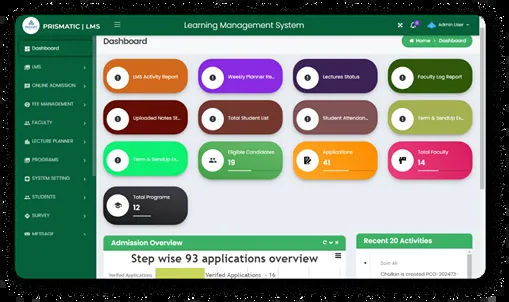 PRISMATIC | LMS
Learning Management System
Admin User
Dashboard
LMS
ONLINE ADMISSION
FEE MANAGEMENT
FACULTY
LECTURE PLANNER
PROGRAMS
SYSTEM SETTING
STUDENTS
SURVEY
MESSAGE
Dashboard
Home > Dashboard
LMS Activity Report
Weekly Planner Re...
Lectures Status
Faculty Log Report
Uploaded Notes St...
Total Student List
Student Attendan...
Term & SendUp Ex...
Term & SendUp Ex...
Eligible Candidates
19
Applications
41
Total Faculty
14
Total Programs
12
Admission Overview
Step wise 93 applications overview
Verified Applications
Verified Applications - 16
Recent 20 Activities
Zain Ali
Challan is created PCO-202473-